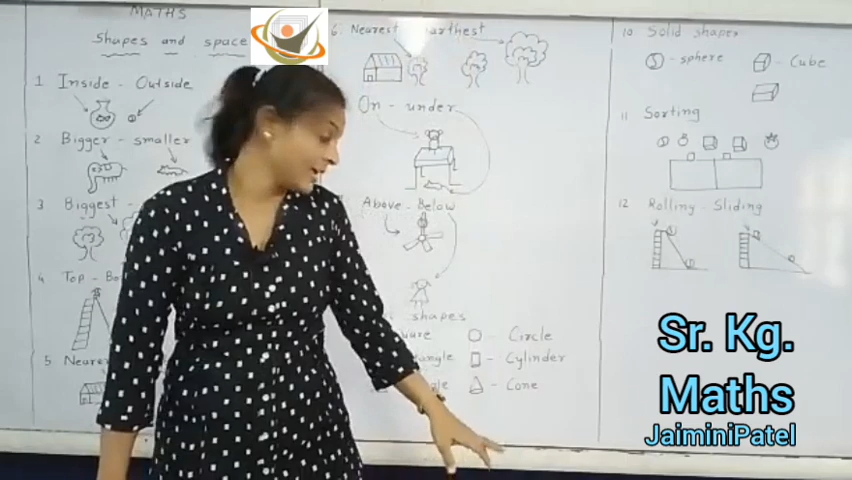 MATHS
Shapes and space
1 Inside - Outside
2 Bigger - smaller
3 Biggest -
4 Top -
5
6. Nearest
On - under
Above - Below
shapes
Circle
Cylinder
Cone
10 Solid shapes
- sphere
- Cube
11 Sorting
12 Rolling - Sliding
Sr. Kg.
Maths
JaiminiPatel